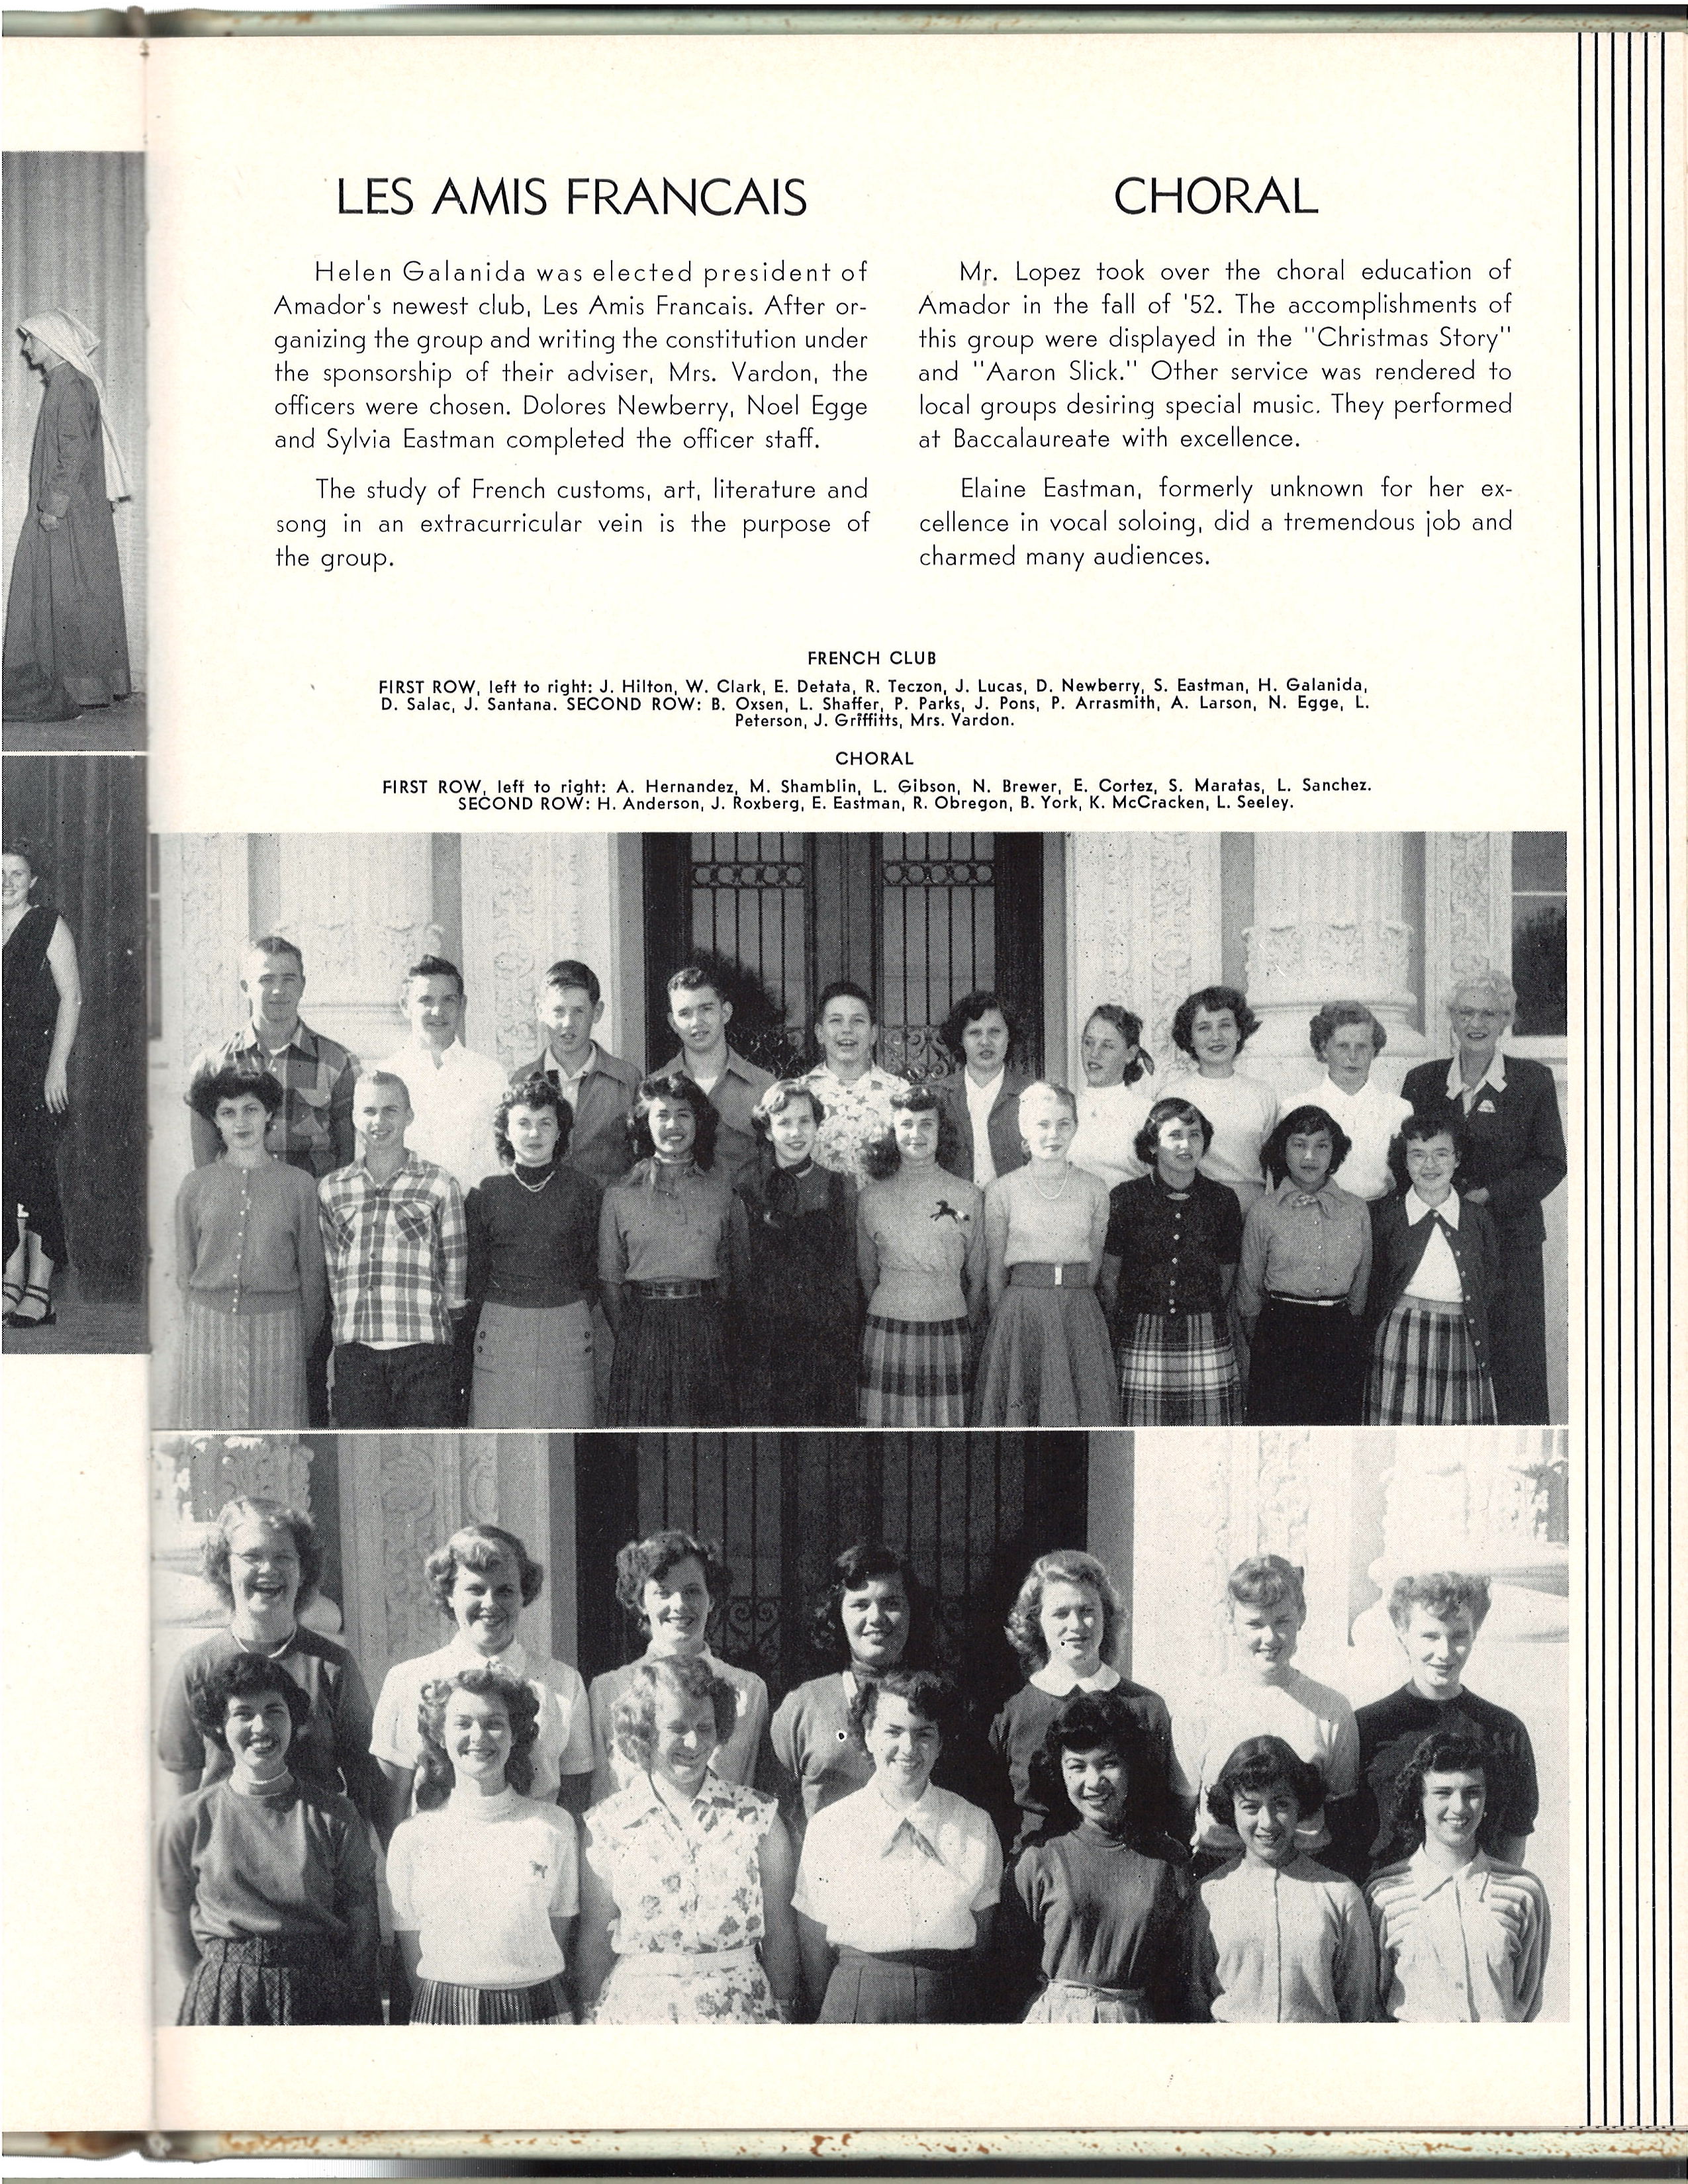 LES AMIS FRANCAIS
Helen Galanida was elected president of
Amador's newest club, Les Amis Francais. After or-
ganizing the group and writing the constitution under
the sponsorship of their adviser, Mrs. Vardon, the
officers were chosen. Dolores Newberry, Noel Egge
and Sylvia Eastman completed the officer staff.
The study of French customs, art, literature and
song in an extracurricular vein is the purpose of
the group.
CHORAL
Mr. Lopez took over the choral education of
Amador in the fall of '52. The accomplishments of
this group were displayed in the "Christmas Story"
and "Aaron Slick." Other service was rendered to
local groups desiring special music. They performed
at Baccalaureate with excellence.
Elaine Eastman, formerly unknown for her ex-
cellence in vocal soloing, did a tremendous job and
charmed many audiences.
FRENCH CLUB
FIRST ROW, left to right: J. Hilton, W. Clark, E. Detata, R. Teczon, J. Lucas, D. Newberry, S. Eastman, H. Galanida,
D. Salac, J. Santana. SECOND ROW: B. Oxsen, L. Shaffer, P. Parks, J. Pons, P. Arrasmith, A. Larson, N. Egge, L.
Peterson, J. Griffitts, Mrs. Vardon.
CHORAL
FIRST ROW, left to right: A. Hernandez, M. Shamblin, L. Gibson, N. Brewer, E. Cortez, S. Maratas, L. Sanchez.
SECOND ROW: H. Anderson, J. Roxberg, E. Eastman, R. Obregon, B. York, K. McCracken, L. Seeley.